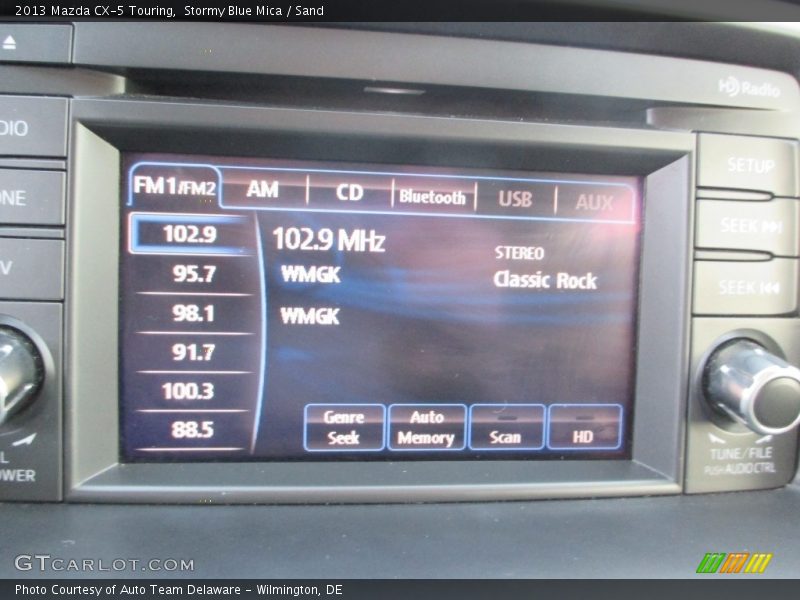 2013 Mazda CX-5 Touring,  Stormy Blue Mica / Sand
HD Radio
DIO
NE
V
L
OWER
FM1/FM2
AM
CD
Bluetooth
USB
AUX
102.9
95.7
98.1
91.7
100.3
88.5
102.9 MHz
WMGK
WMGK
STEREO
Classic Rock
Genre
Seek
Auto
Memory
Scan
HD
SETUP
SEEK
SEEK
TUNE/FILE
PUSH AUDIO CTRL
GTCARLOT.COM
Photo Courtesy of Auto Team Delaware - Wilmington, DE